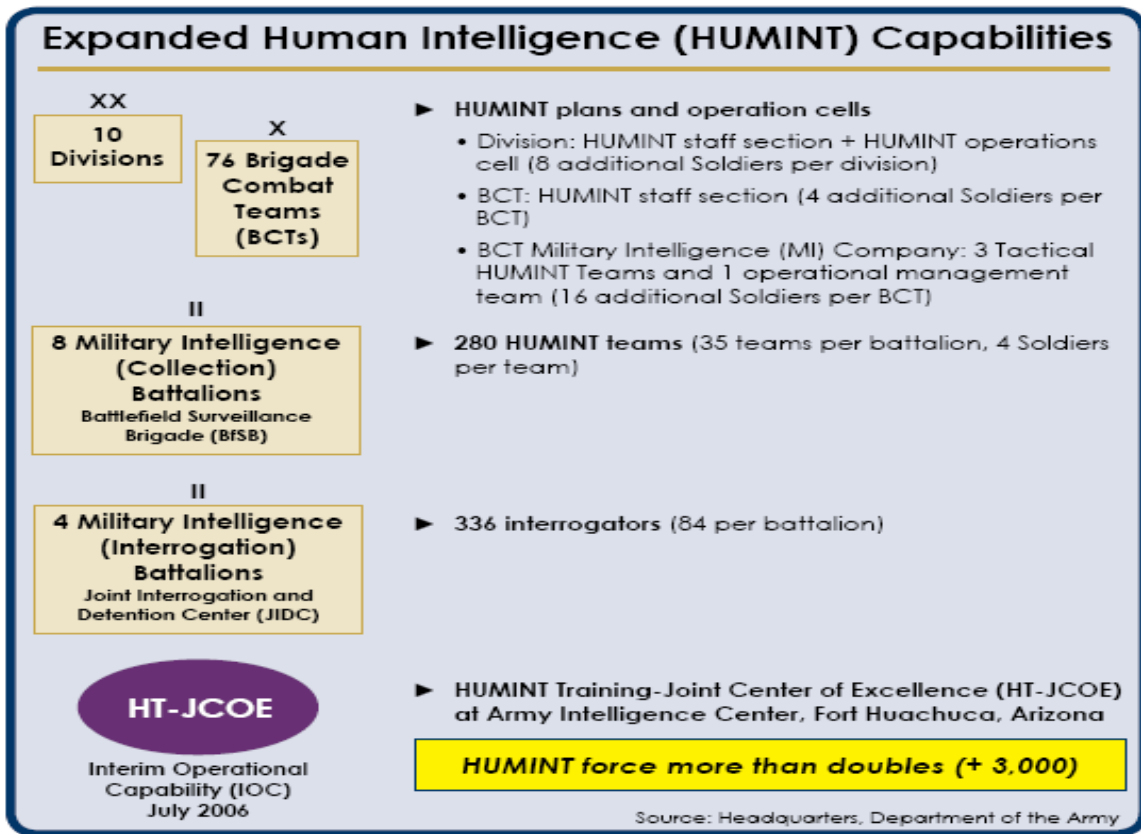 Expanded Human Intelligence (HUMINT) Capabilities
XX
10
Divisions
X
76 Brigade
Combat
Teams
(BCTs)
► HUMINT plans and operation cells
• Division: HUMINT staff section + HUMINT operations
cell (8 additional Soldiers per division)
• BCT: HUMINT staff section (4 additional Soldiers per
BCT)
• BCT Military Intelligence (MI) Company: 3 Tactical
HUMINT Teams and 1 operational management
team (16 additional Soldiers per BCT)
II
8 Military Intelligence
(Collection)
Battalions
Battlefield Surveillance
Brigade (BfSB)
► 280 HUMINT teams (35 teams per battalion, 4 Soldiers
per team)
II
4 Military Intelligence
(Interrogation)
Battalions
Joint Interrogation and
Detention Center (JIDC)
► 336 interrogators (84 per battalion)
HT-JCOE
Interim Operational
Capability (IOC)
July 2006
► HUMINT Training-Joint Center of Excellence (HT-JCOE)
at Army Intelligence Center, Fort Huachuca, Arizona
HUMINT force more than doubles (+ 3,000)
Source: Headquarters, Department of the Army